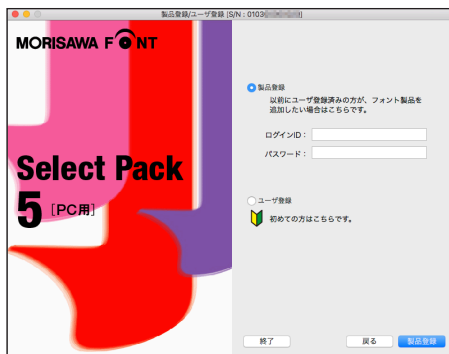 製品登録/ユーザ登録 [S/N : 0103
MORISAWA FONT
Select Pack
5 [PC用]
製品登録
以前にユーザ登録済みの方が、フォント製品を
追加したい場合はこちらです。
ログインID：
パスワード：
ユーザ登録
初めての方はこちらです。
終了
戻る
製品登録